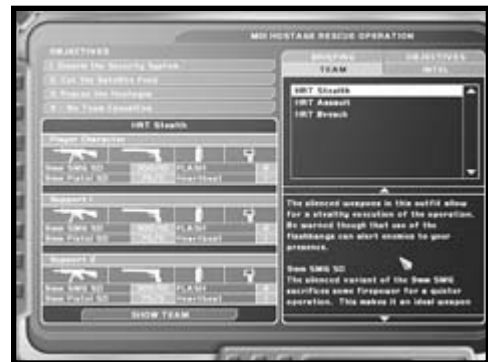 MOI HOSTAGE RESCUE OPERATION
OBJECTIVES
1 Disable the Security System
2 Cut the Satellite Feed
3 Rescue the Hostages
4 - No Team Casualties
HRT Stealth
Player Character
9mm SMG SD FLASH
9mm Pistol SD Heartbeat
Support 1
9mm SMG SD FLASH
9mm Pistol SD Heartbeat
Support 2
9mm SMG SD FLASH
9mm Pistol SD Heartbeat
SHOW TEAM
BRIEFING OBJECTIVES
TEAM INTEL
HRT Stealth
HRT Assault
HRT Breach
The silenced weapons in this outfit allow
for a stealthy execution of the operation.
Be warned though that use of the
flashbangs can alert enemies to your
presence.
9mm SMG SD
The silenced variant of the 9mm SMG
sacrifices some firepower for a quieter
operation. This makes it an ideal weapon